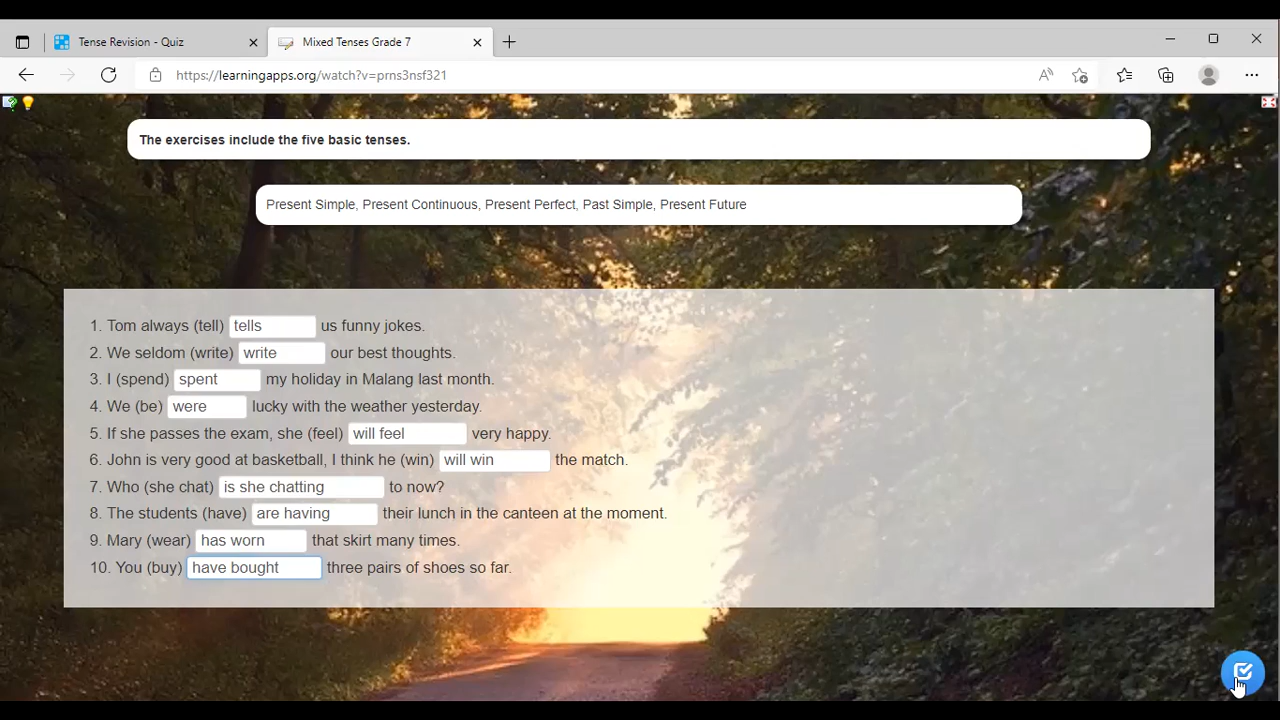 Tense Revision - Quiz
Mixed Tenses Grade 7
https://learningapps.org/watch?v=prns3nsf321
The exercises include the five basic tenses.
Present Simple, Present Continuous, Present Perfect, Past Simple, Present Future
1. Tom always (tell) tells us funny jokes.
2. We seldom (write) write our best thoughts.
3. I (spend) spent my holiday in Malang last month.
4. We (be) were lucky with the weather yesterday.
5. If she passes the exam, she (feel) will feel very happy.
6. John is very good at basketball, I think he (win) will win the match.
7. Who (she chat) is she chatting to now?
8. The students (have) are having their lunch in the canteen at the moment.
9. Mary (wear) has worn that skirt many times.
10. You (buy) have bought three pairs of shoes so far.